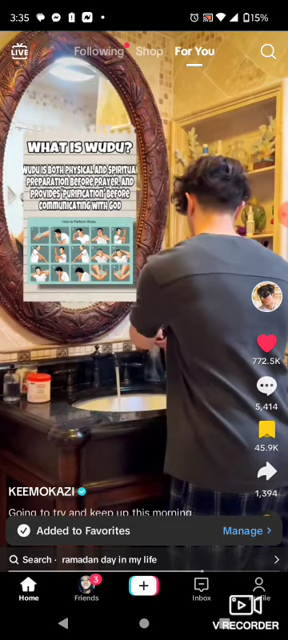 3:35
15%
LIVE
Following
Shop
For You
WHAT IS WUDU?
WUDU IS BOTH PHYSICAL AND SPIRITUAL
PREPARATION BEFORE PRAYER, AND
PROVIDES "PURIFICATION" BEFORE
COMMUNICATING WITH GOD
How to Perform Wudu
772.5K
5,414
45.9K
1,394
KEEMOKAZI
Going to try and keep up this morning
Added to Favorites
Manage >
Search · ramadan day in my life
3
Home
Friends
Inbox
Profile
V RECORDER